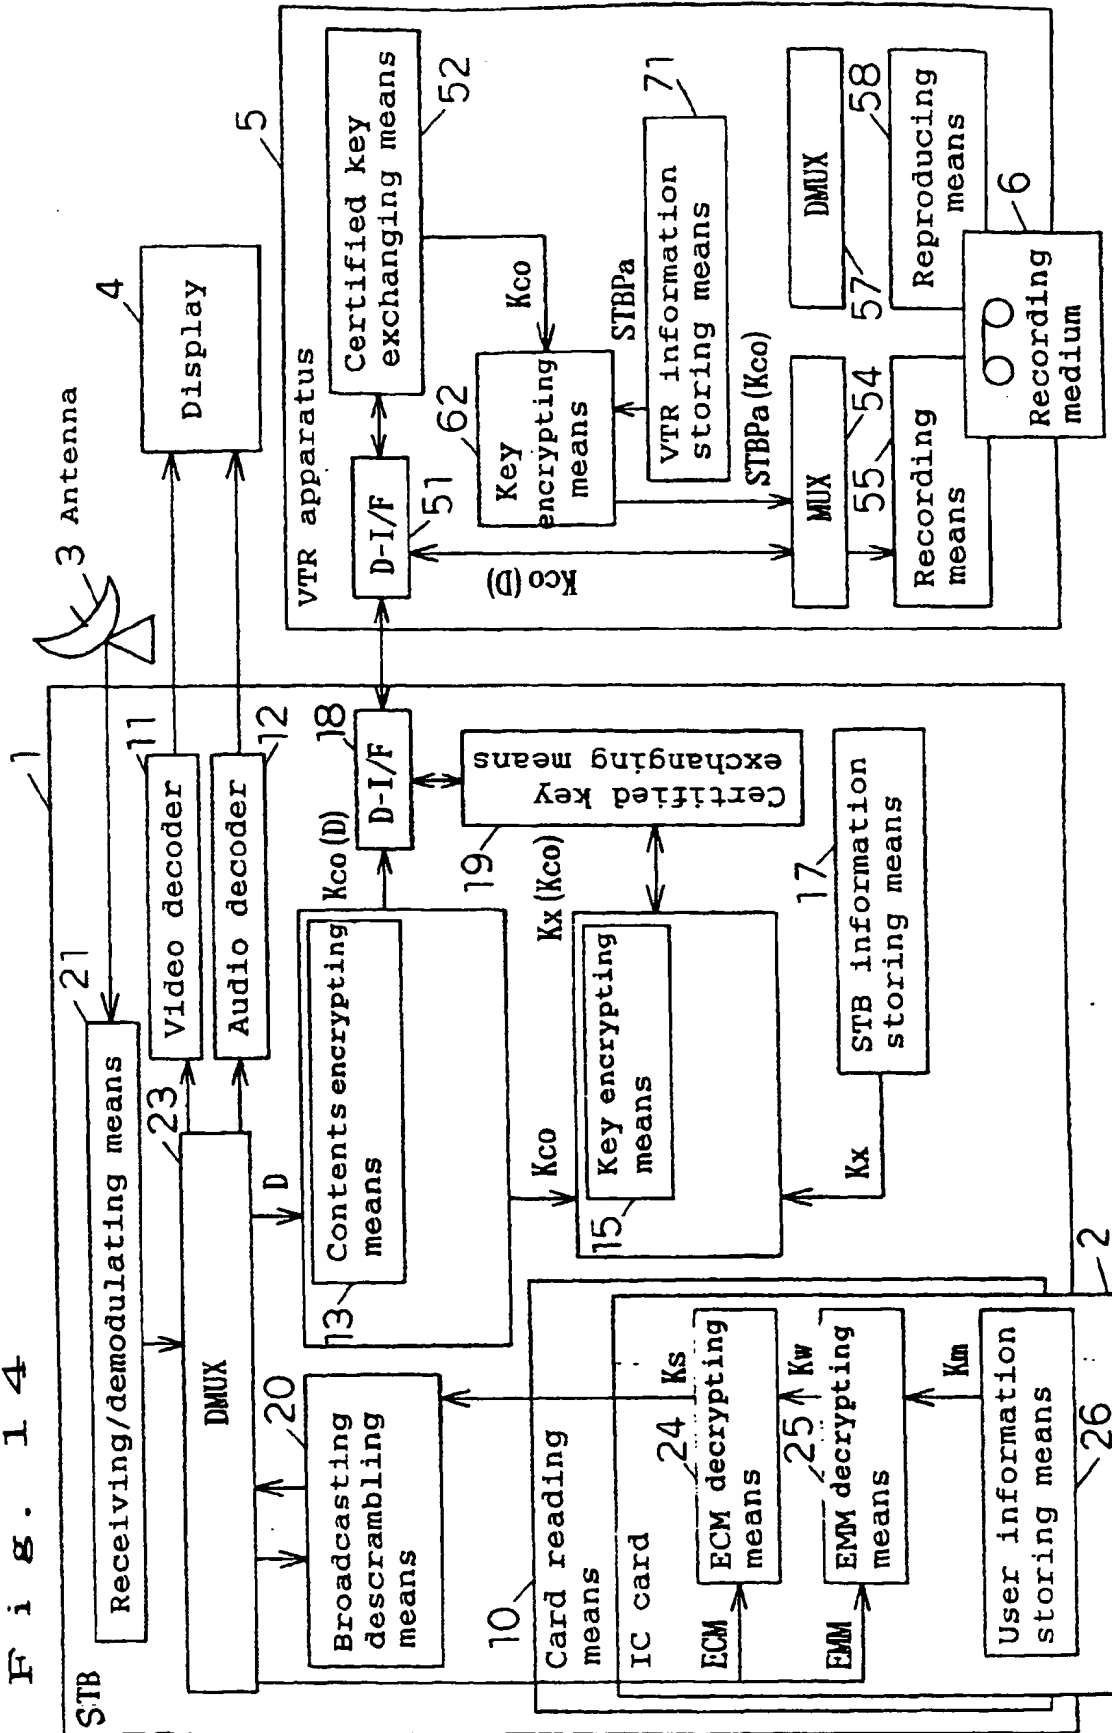 Fig. 14
STB
1
Receiving/demodulating means
21
3 Antenna
DMUX
23
Video decoder
11
Audio decoder
12
Display
4
D
Broadcasting
descrambling
means
20
Contents encrypting
means
13
Kco (D)
D-I/F
18
Kco
Key encrypting
means
15
Kx (Kco)
Certified key
exchanging means
19
Kx
STB information
storing means
17
Card reading
means
10
IC card
2
ECM
ECM decrypting
means
24
Ks
EMM
EMM decrypting
means
25
Kw
Km
User information
storing means
26
VTR apparatus
5
D-I/F
51
Certified key
exchanging means
52
Kco
Key
encrypting
means
62
STBPa
VTR information
storing means
71
Kco (D)
STBPa (Kco)
MUX
54
DMUX
57
Recording
means
55
Reproducing
means
58
Recording
medium
6